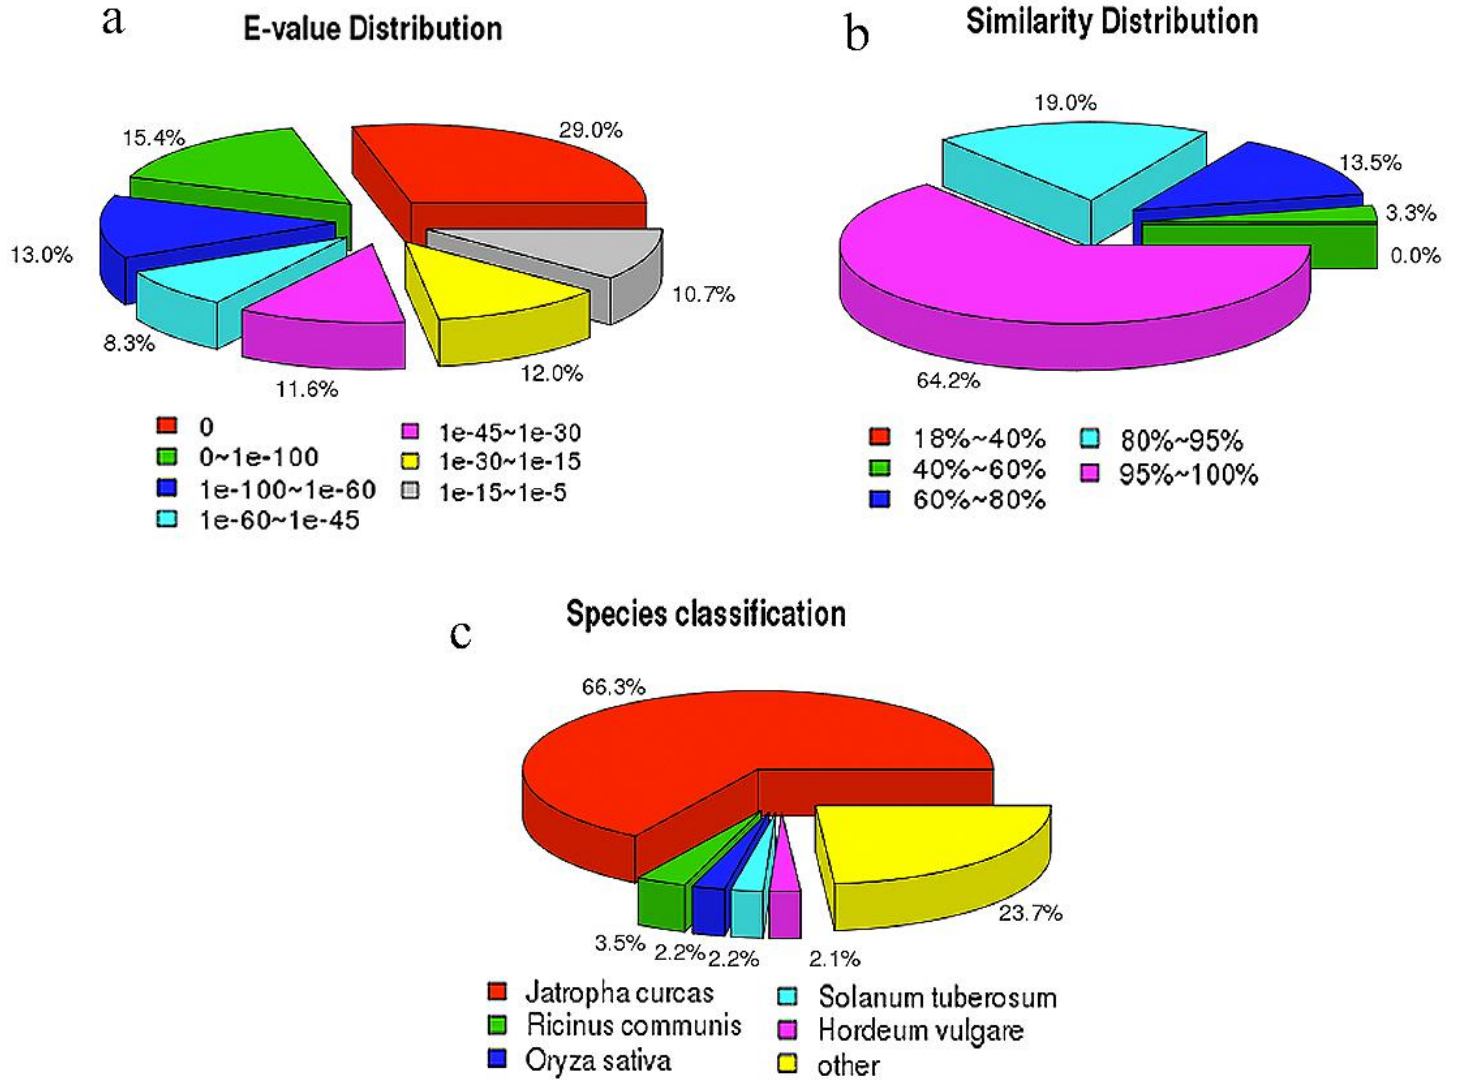 a
E-value Distribution
15.4%
29.0%
13.0%
10.7%
8.3%
12.0%
11.6%
0
0~1e-100
1e-100~1e-60
1e-60~1e-45
1e-45~1e-30
1e-30~1e-15
1e-15~1e-5
b
Similarity Distribution
19.0%
13.5%
3.3%
0.0%
64.2%
18%~40%
40%~60%
60%~80%
80%~95%
95%~100%
c
Species classification
66.3%
23.7%
3.5%
2.2%
2.2%
2.1%
Jatropha curcas
Ricinus communis
Oryza sativa
Solanum tuberosum
Hordeum vulgare
other